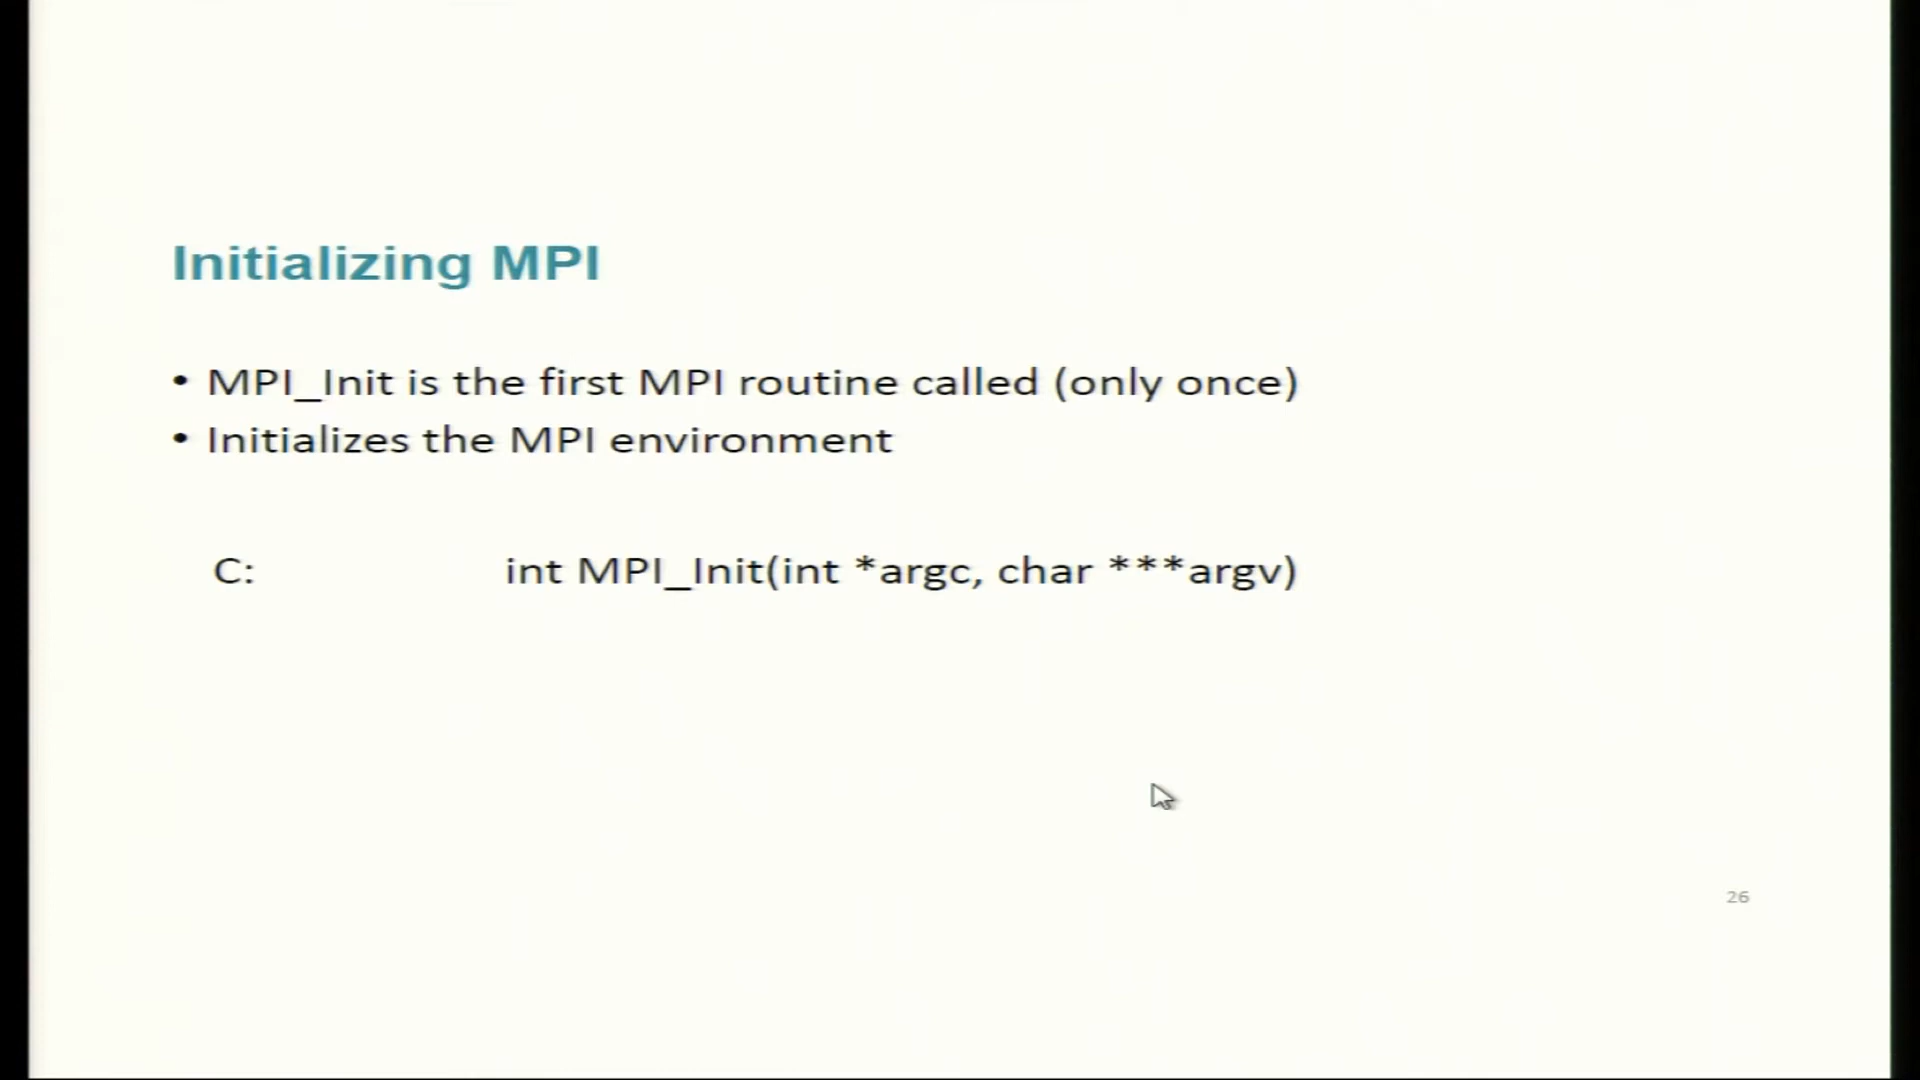 Initializing MPI
• MPI_Init is the first MPI routine called (only once)
• Initializes the MPI environment
C: int MPI_Init(int *argc, char ***argv)
26